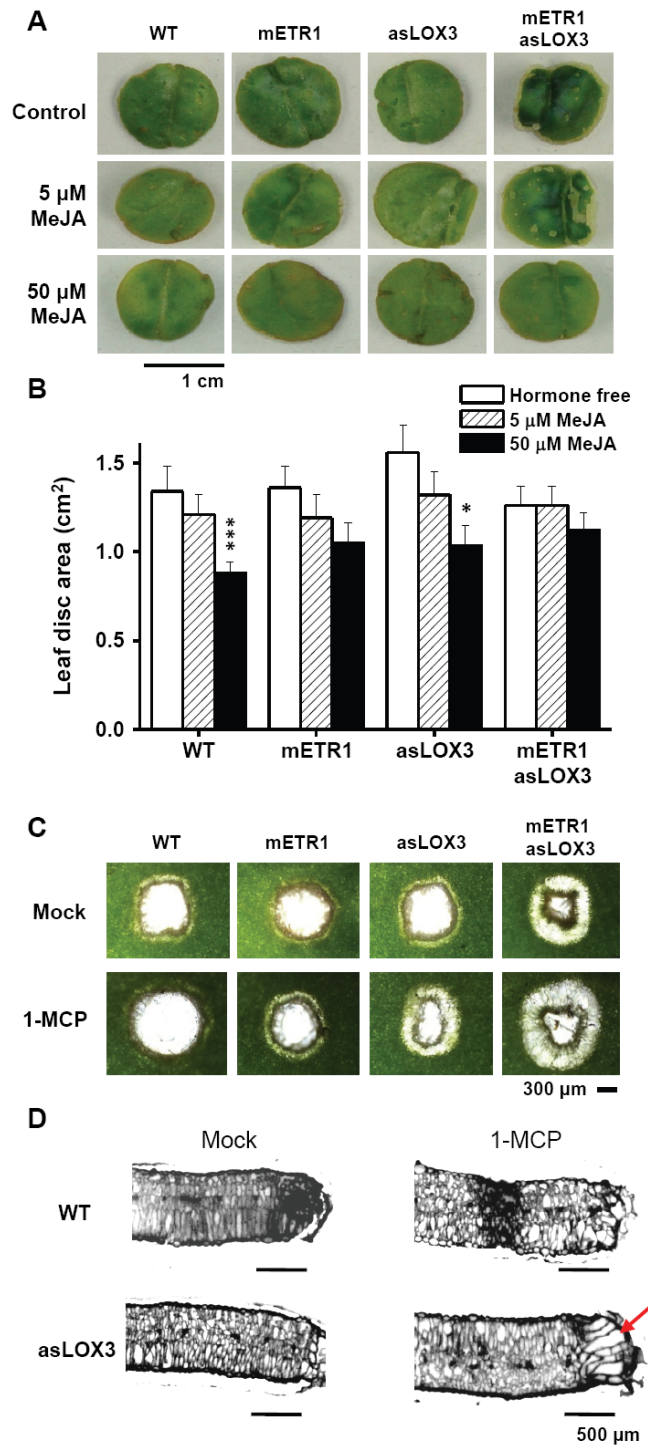 A
WT
mETR1
asLOX3
mETR1
asLOX3
Control
5 µM
MeJA
50 µM
MeJA
1 cm
B
Hormone free
5 µM MeJA
50 µM MeJA
Leaf disc area (cm²)
1.5
1.0
0.5
0.0
***
*
WT
mETR1
asLOX3
mETR1
asLOX3
C
WT
mETR1
asLOX3
mETR1
asLOX3
Mock
1-MCP
300 µm
D
Mock
1-MCP
WT
asLOX3
500 µm